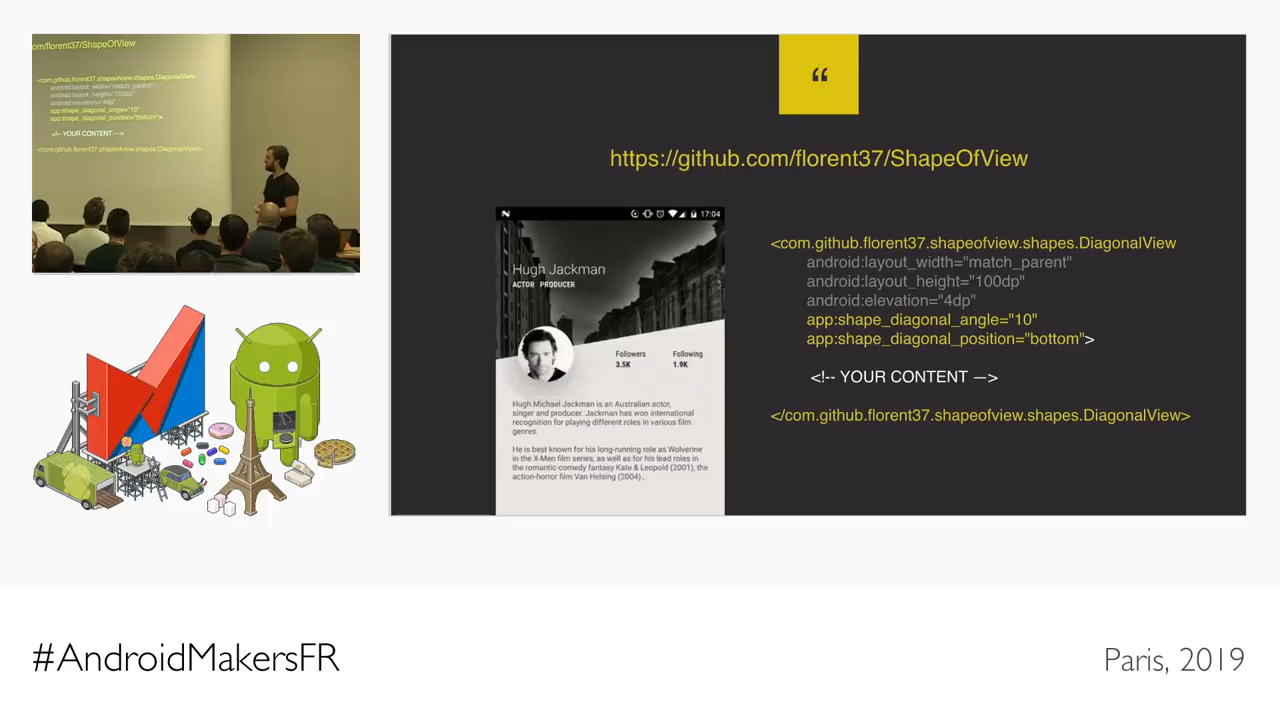 om/florent37/ShapeOfView
<com.github.florent37.shapeofview.shapes.DiagonalView
android:layout_width="match_parent"
android:layout_height="100dp"
android:elevation="4dp"
app:shape_diagonal_angle="10"
app:shape_diagonal_position="bottom">
<!-- YOUR CONTENT —>
</com.github.florent37.shapeofview.shapes.DiagonalView>
“
https://github.com/florent37/ShapeOfView
17:04
Hugh Jackman
ACTOR PRODUCER
Followers Following
3.5K 1.9K
Hugh Michael Jackman is an Australian actor,
singer and producer. Jackman has won international
recognition for playing different roles in various film
genres.
He is best known for his long-running role as Wolverine
in the X-Men film series, as well as for his lead roles in
the romantic-comedy fantasy Kate & Leopold (2001), the
action-horror film Van Helsing (2004)...
<com.github.florent37.shapeofview.shapes.DiagonalView
android:layout_width="match_parent"
android:layout_height="100dp"
android:elevation="4dp"
app:shape_diagonal_angle="10"
app:shape_diagonal_position="bottom">
<!-- YOUR CONTENT —>
</com.github.florent37.shapeofview.shapes.DiagonalView>
#AndroidMakersFR
Paris, 2019